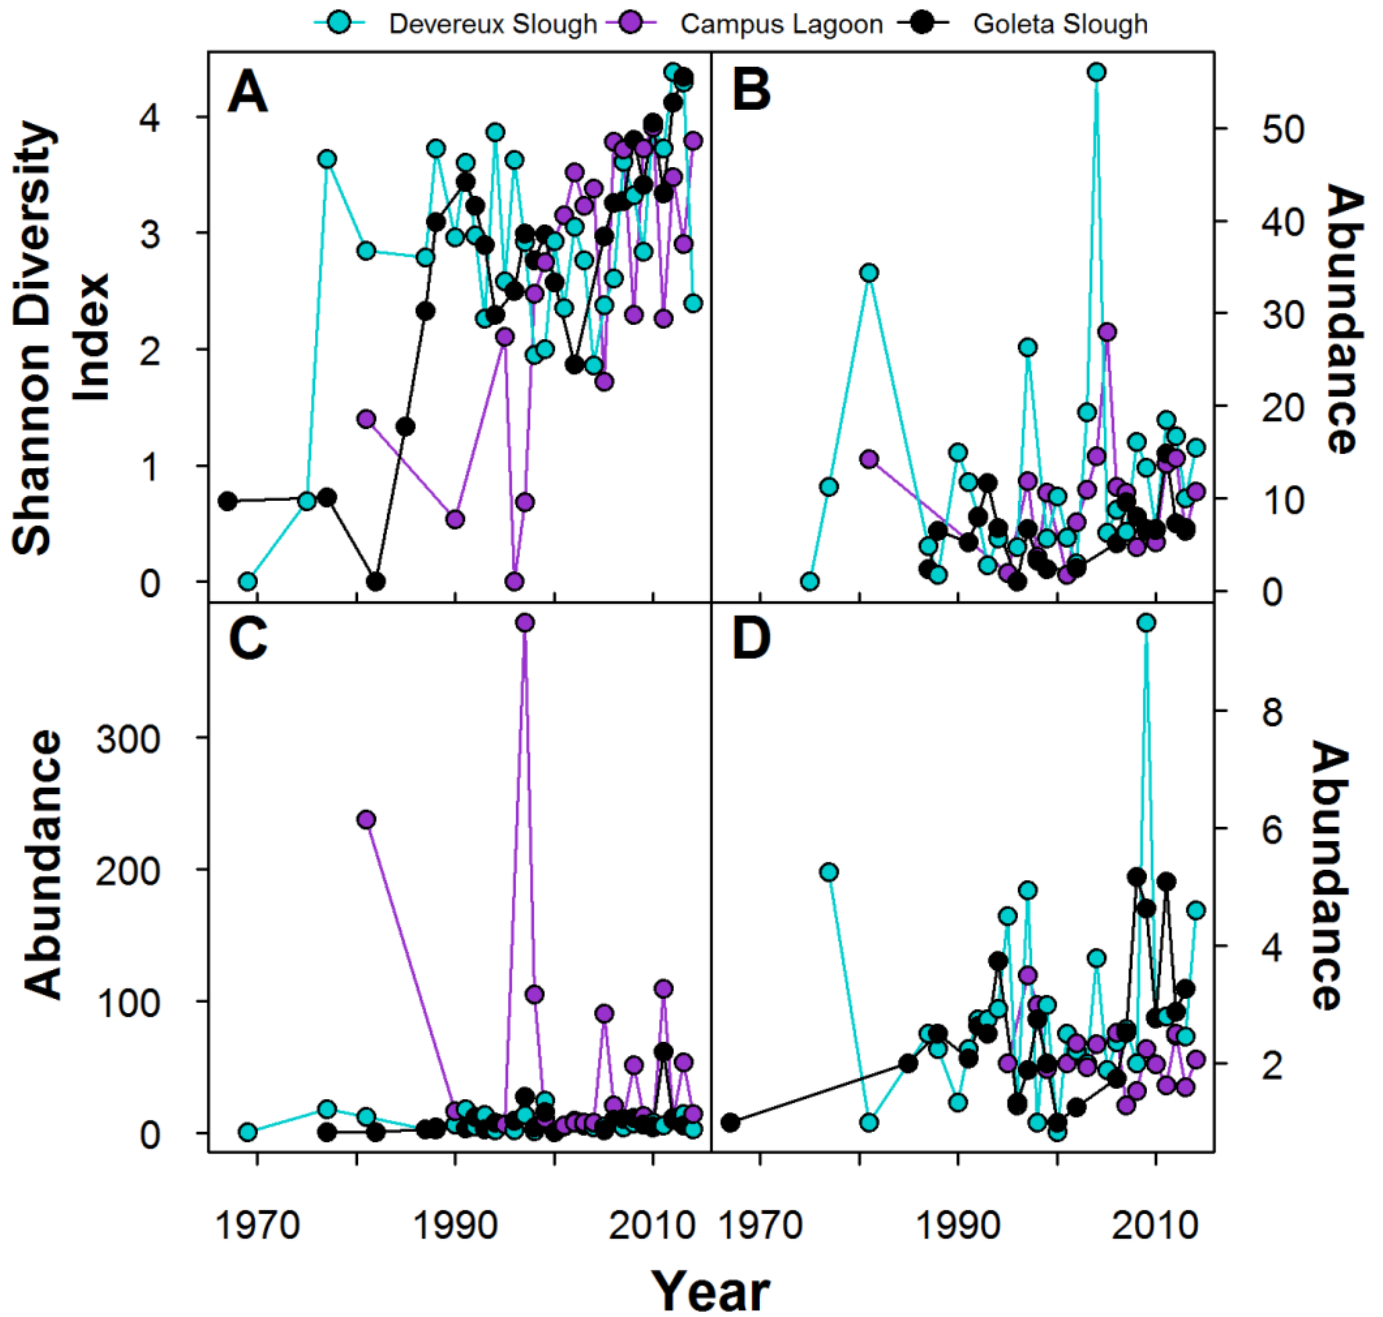 Devereux Slough Campus Lagoon Goleta Slough
A
B
Shannon Diversity
Index
4
3
2
1
0
50
40
30
20
10
0
Abundance
C
D
Abundance
300
200
100
0
8
6
4
2
Abundance
1970 1990 2010 1970 1990 2010
Year